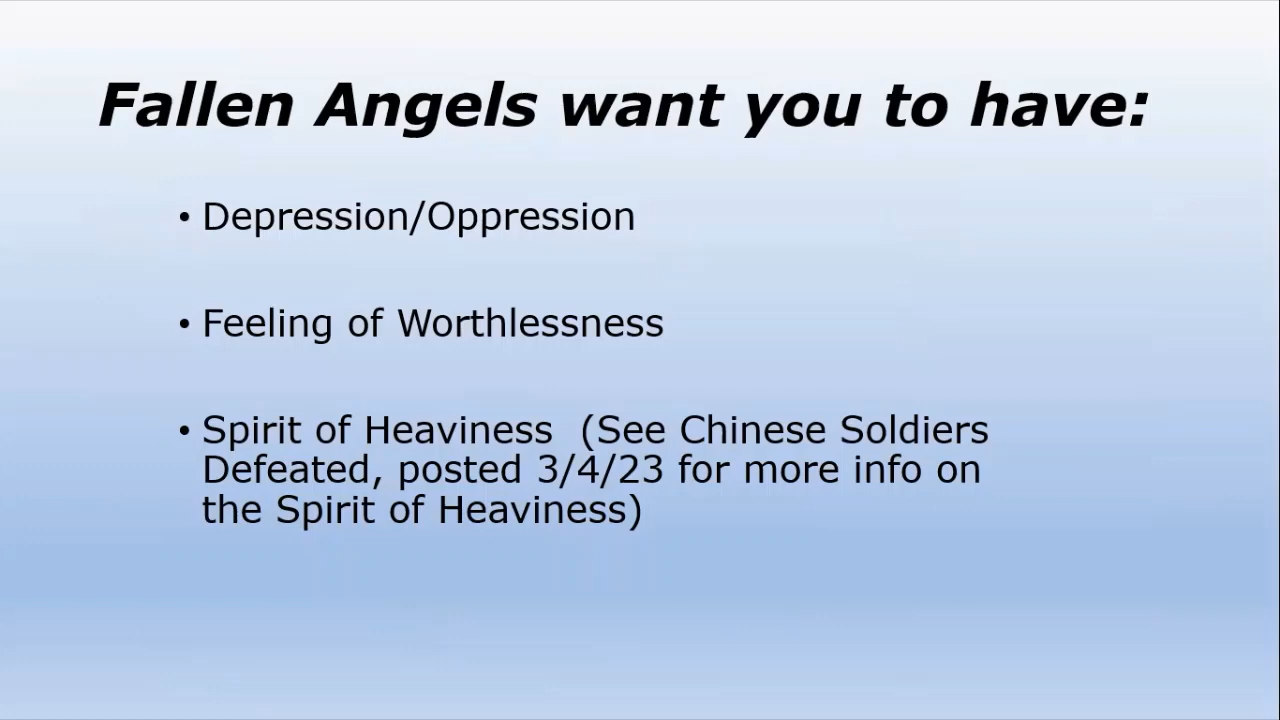 Fallen Angels want you to have:
• Depression/Oppression
• Feeling of Worthlessness
• Spirit of Heaviness  (See Chinese Soldiers
Defeated, posted 3/4/23 for more info on
the Spirit of Heaviness)